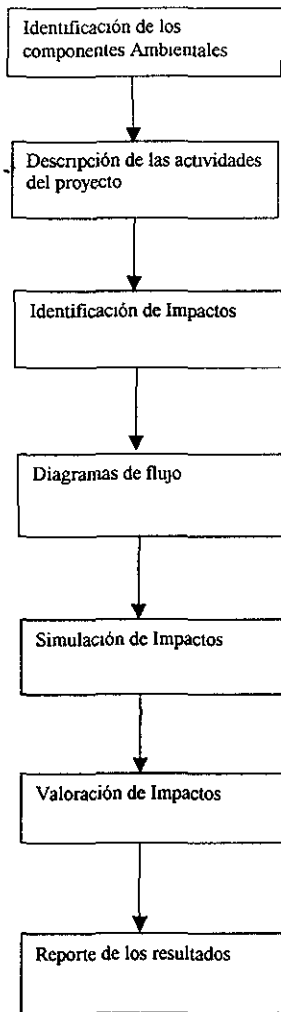 Identificación de los
componentes Ambientales
Descripción de las actividades
del proyecto
Identificación de Impactos
Diagramas de flujo
Simulación de Impactos
Valoración de Impactos
Reporte de los resultados